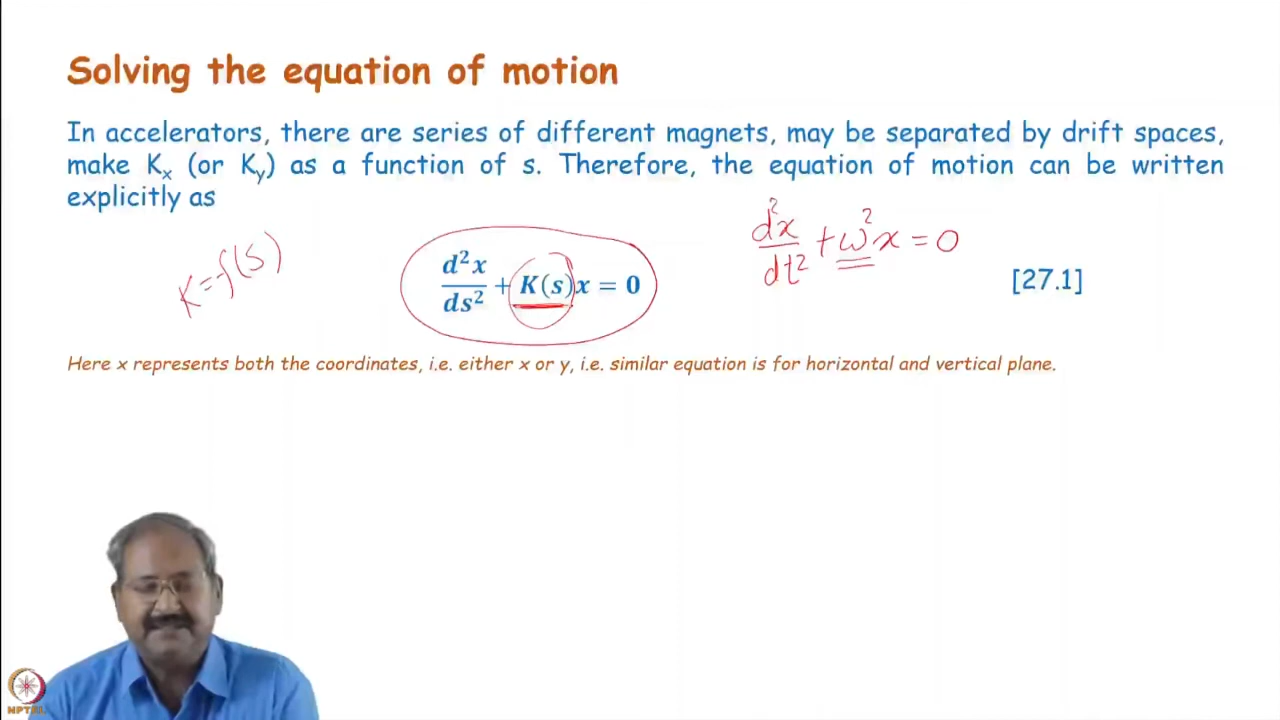 Solving the equation of motion
In accelerators, there are series of different magnets, may be separated by drift spaces,
make Kx (or Ky) as a function of s. Therefore, the equation of motion can be written
explicitly as
K=f(s)
d²x/ds² + K(s)x = 0
d²x/dt² + ω²x = 0
[27.1]
Here x represents both the coordinates, i.e. either x or y, i.e. similar equation is for horizontal and vertical plane.
NPTEL